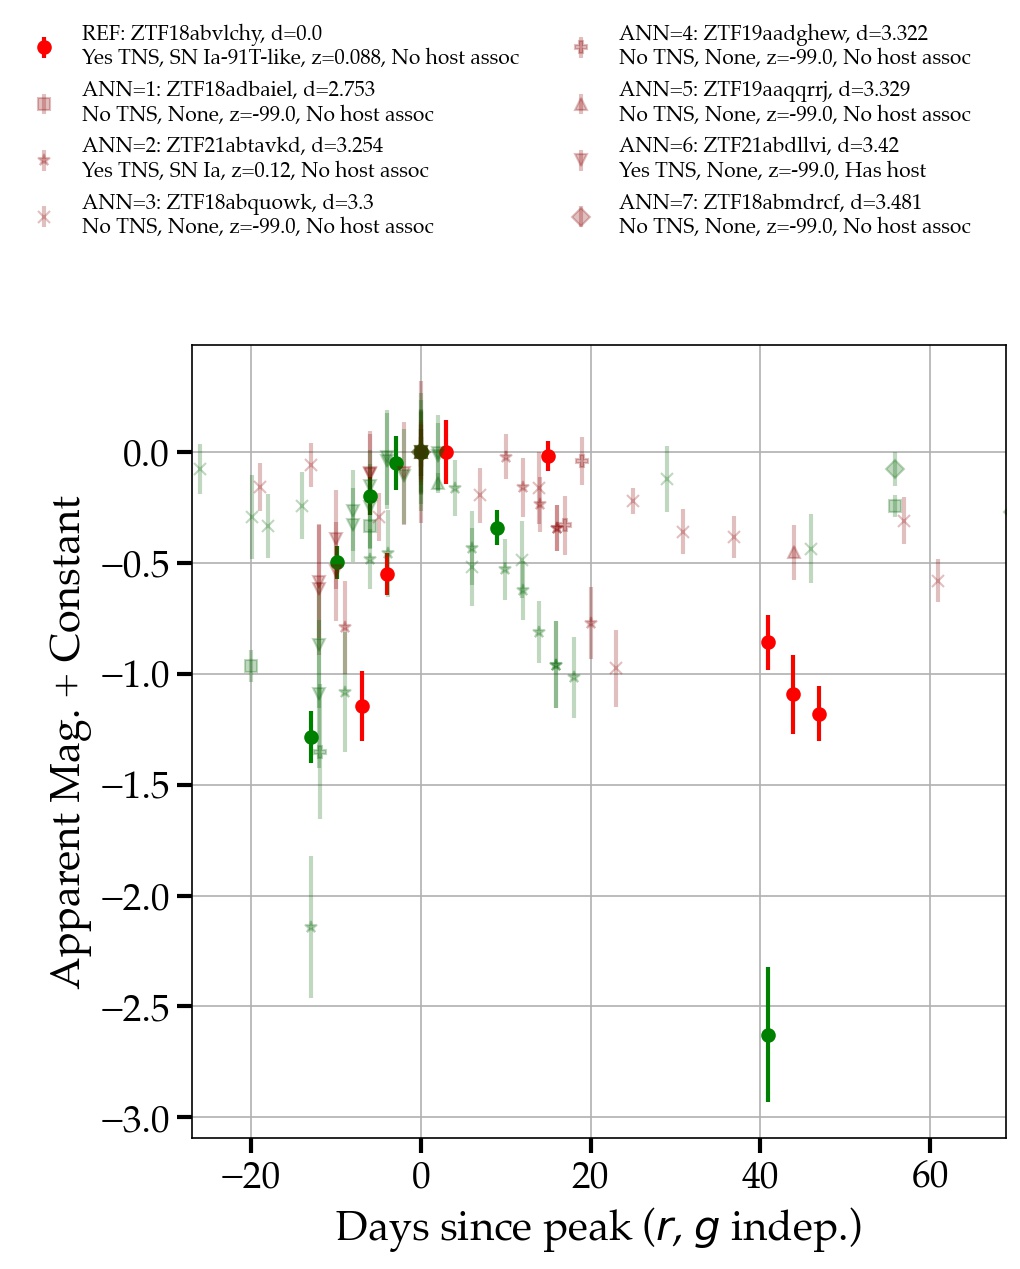 REF: ZTF18abvlchy, d=0.0
Yes TNS, SN Ia-91T-like, z=0.088, No host assoc
ANN=1: ZTF18adbaiel, d=2.753
No TNS, None, z=-99.0, No host assoc
ANN=2: ZTF21abtavkd, d=3.254
Yes TNS, SN Ia, z=0.12, No host assoc
ANN=3: ZTF18abquowk, d=3.3
No TNS, None, z=-99.0, No host assoc
ANN=4: ZTF19aadghew, d=3.322
No TNS, None, z=-99.0, No host assoc
ANN=5: ZTF19aaqqrrj, d=3.329
No TNS, None, z=-99.0, No host assoc
ANN=6: ZTF21abdllvi, d=3.42
Yes TNS, None, z=-99.0, Has host
ANN=7: ZTF18abmdrcf, d=3.481
No TNS, None, z=-99.0, No host assoc
Apparent Mag. + Constant
0.0
−0.5
−1.0
−1.5
−2.0
−2.5
−3.0
−20
0
20
40
60
Days since peak (r, g indep.)